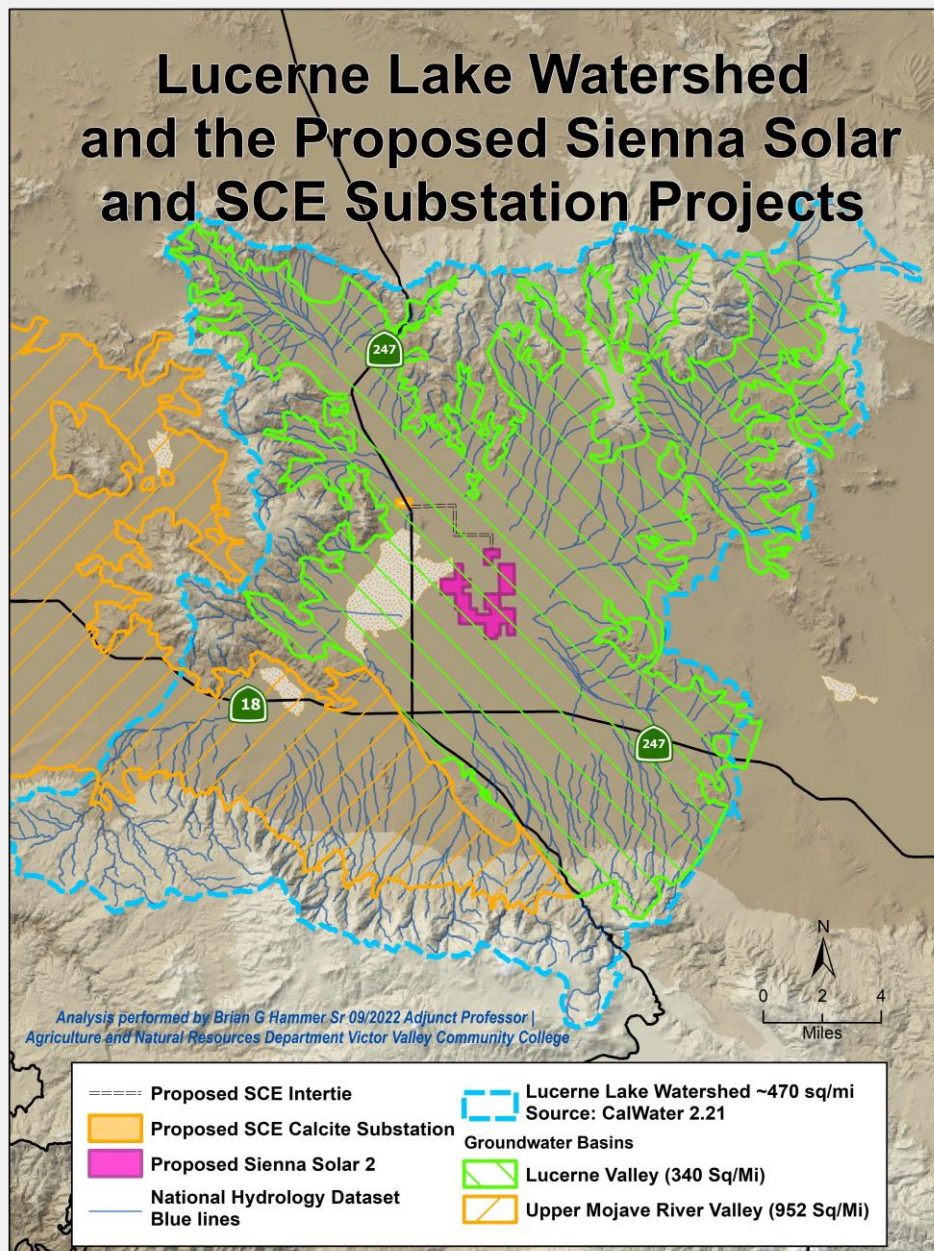 Lucerne Lake Watershed
and the Proposed Sienna Solar
and SCE Substation Projects
247
18
247
N
0 2 4
Miles
Analysis performed by Brian G Hammer Sr 09/2022 Adjunct Professor |
Agriculture and Natural Resources Department Victor Valley Community College
Proposed SCE Intertie
Proposed SCE Calcite Substation
Proposed Sienna Solar 2
National Hydrology Dataset
Blue lines
Lucerne Lake Watershed ~470 sq/mi
Source: CalWater 2.21
Groundwater Basins
Lucerne Valley (340 Sq/Mi)
Upper Mojave River Valley (952 Sq/Mi)